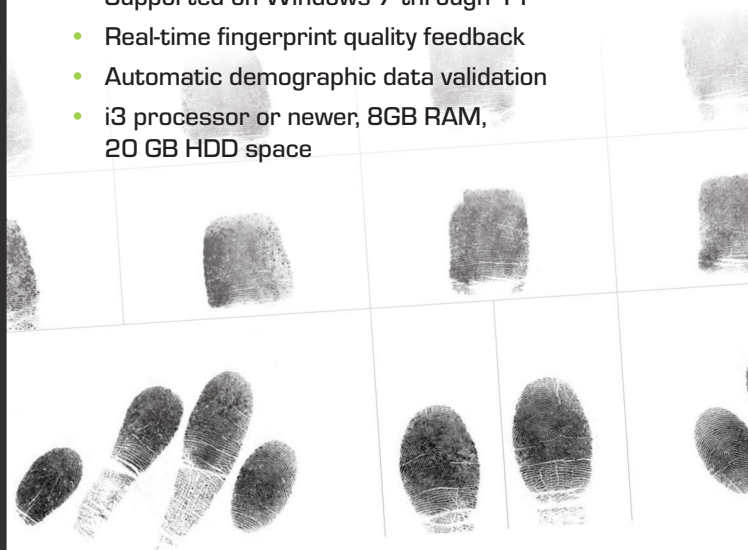 Supported on Windows 7 through 11
• Real-time fingerprint quality feedback
• Automatic demographic data validation
• i3 processor or newer, 8GB RAM,
20 GB HDD space